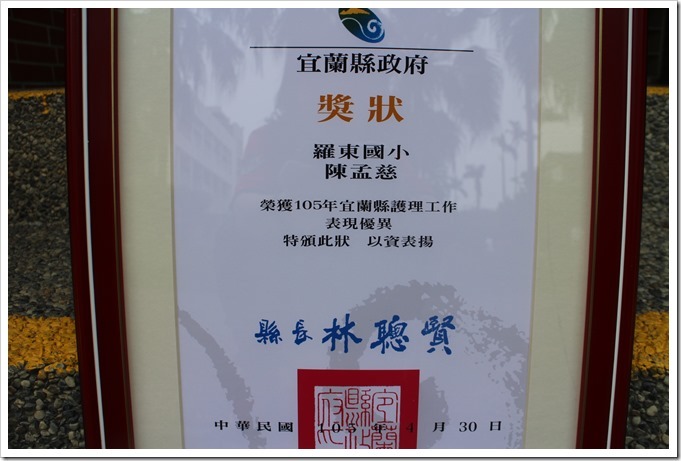 宜蘭縣政府
獎狀
羅東國小
陳孟慈
榮獲105年宜蘭縣護理工作
表現優異
特頒此狀　以資表揚
縣長 林聰賢
中華民國 105 年 4 月 30 日